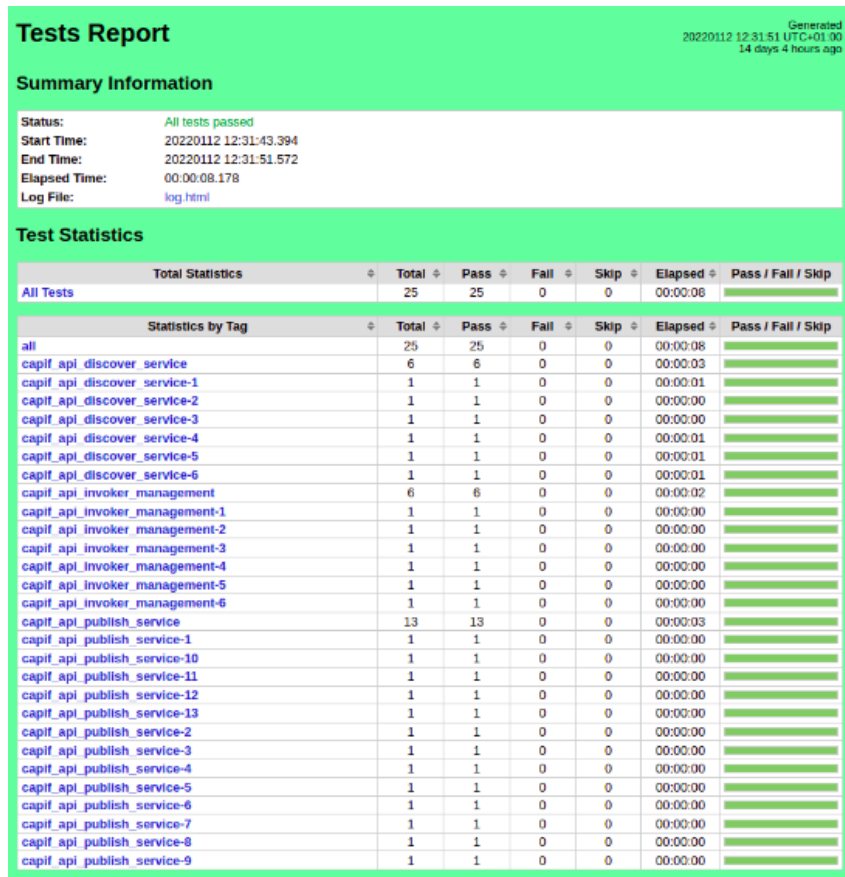 Tests Report
Generated
20220112 12:31:51 UTC+01:00
14 days 4 hours ago
Summary Information
Status: All tests passed
Start Time: 20220112 12:31:43.394
End Time: 20220112 12:31:51.572
Elapsed Time: 00:00:08.178
Log File: log.html
Test Statistics
Total Statistics Total Pass Fail Skip Elapsed Pass / Fail / Skip
All Tests 25 25 0 0 00:00:08
Statistics by Tag Total Pass Fail Skip Elapsed Pass / Fail / Skip
all 25 25 0 0 00:00:08
capif_api_discover_service 6 6 0 0 00:00:03
capif_api_discover_service-1 1 1 0 0 00:00:01
capif_api_discover_service-2 1 1 0 0 00:00:00
capif_api_discover_service-3 1 1 0 0 00:00:00
capif_api_discover_service-4 1 1 0 0 00:00:01
capif_api_discover_service-5 1 1 0 0 00:00:01
capif_api_discover_service-6 1 1 0 0 00:00:01
capif_api_invoker_management 6 6 0 0 00:00:02
capif_api_invoker_management-1 1 1 0 0 00:00:00
capif_api_invoker_management-2 1 1 0 0 00:00:00
capif_api_invoker_management-3 1 1 0 0 00:00:00
capif_api_invoker_management-4 1 1 0 0 00:00:00
capif_api_invoker_management-5 1 1 0 0 00:00:00
capif_api_invoker_management-6 1 1 0 0 00:00:00
capif_api_publish_service 13 13 0 0 00:00:03
capif_api_publish_service-1 1 1 0 0 00:00:00
capif_api_publish_service-10 1 1 0 0 00:00:00
capif_api_publish_service-11 1 1 0 0 00:00:00
capif_api_publish_service-12 1 1 0 0 00:00:00
capif_api_publish_service-13 1 1 0 0 00:00:00
capif_api_publish_service-2 1 1 0 0 00:00:00
capif_api_publish_service-3 1 1 0 0 00:00:00
capif_api_publish_service-4 1 1 0 0 00:00:00
capif_api_publish_service-5 1 1 0 0 00:00:00
capif_api_publish_service-6 1 1 0 0 00:00:00
capif_api_publish_service-7 1 1 0 0 00:00:00
capif_api_publish_service-8 1 1 0 0 00:00:00
capif_api_publish_service-9 1 1 0 0 00:00:00